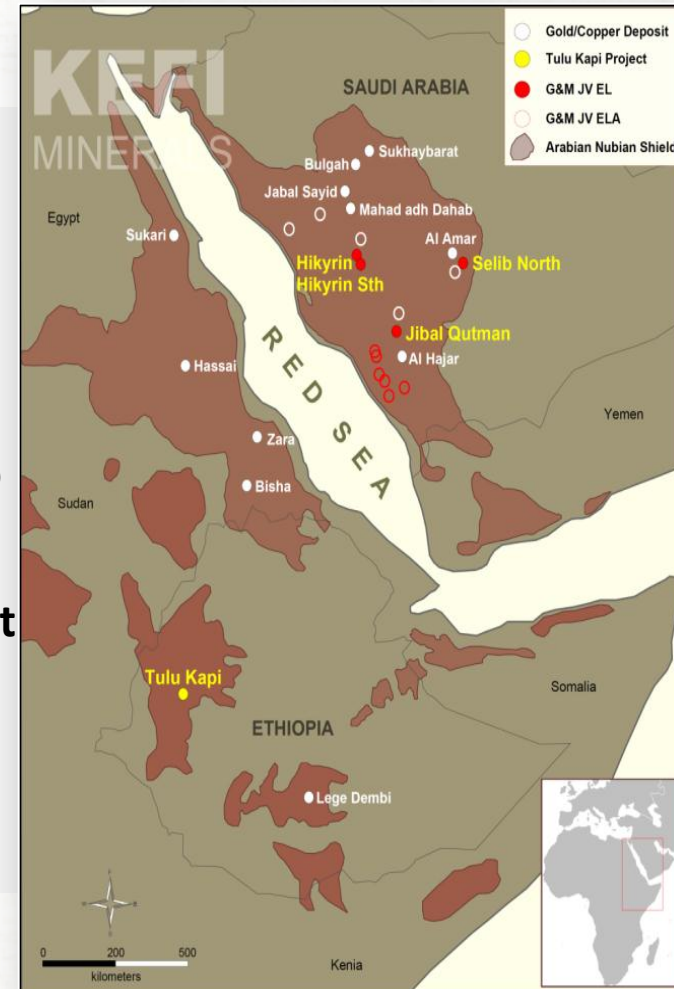 KEFI
MINERALS
Gold/Copper Deposit
Tulu Kapi Project
G&M JV EL
G&M JV ELA
Arabian Nubian Shield
SAUDI ARABIA
Sukhaybarat
Bulgah
Jabal Sayid
Mahad adh Dahab
Egypt
Sukari
Al Amar
Hikyrin
Selib North
Hikyrin Sth
Jibal Qutman
Al Hajar
Hassai
RED SEA
Yemen
Zara
Bisha
Sudan
t
Tulu Kapi
Somalia
ETHIOPIA
Lege Dembi
0 200 500
kilometers
Kenia